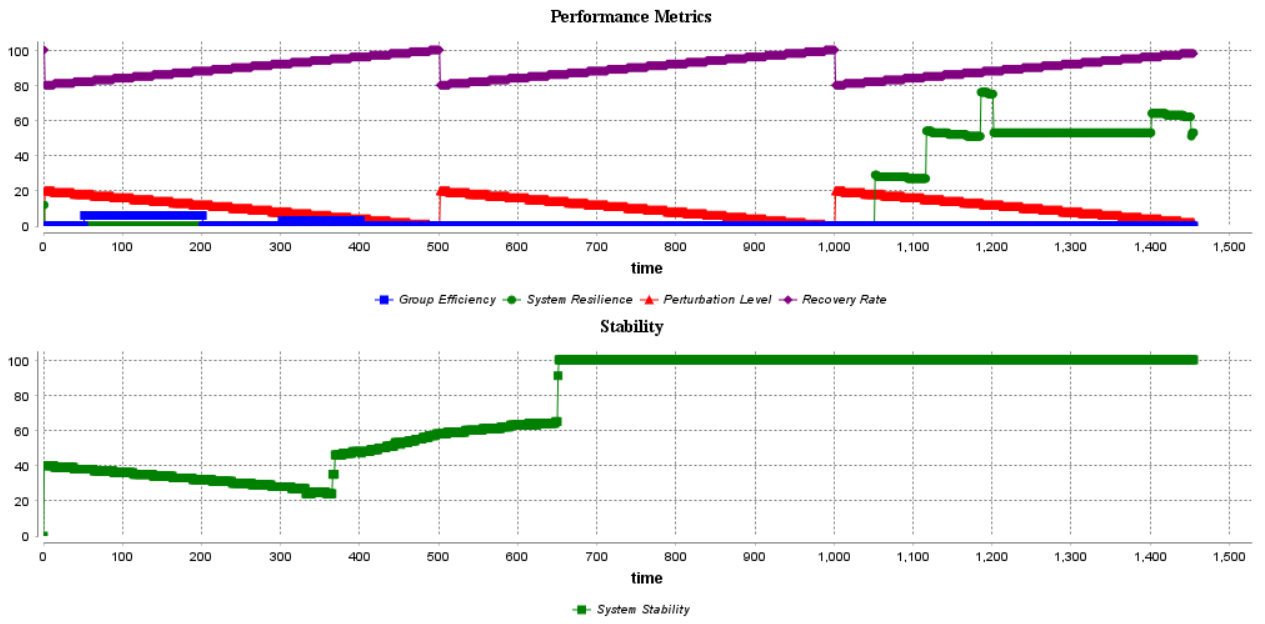 Performance Metrics
100
80
60
40
20
0
0 100 200 300 400 500 600 700 800 900 1,000 1,100 1,200 1,300 1,400 1,500
time
Group Efficiency System Resilience Perturbation Level Recovery Rate
Stability
100
80
60
40
20
0
0 100 200 300 400 500 600 700 800 900 1,000 1,100 1,200 1,300 1,400 1,500
time
System Stability